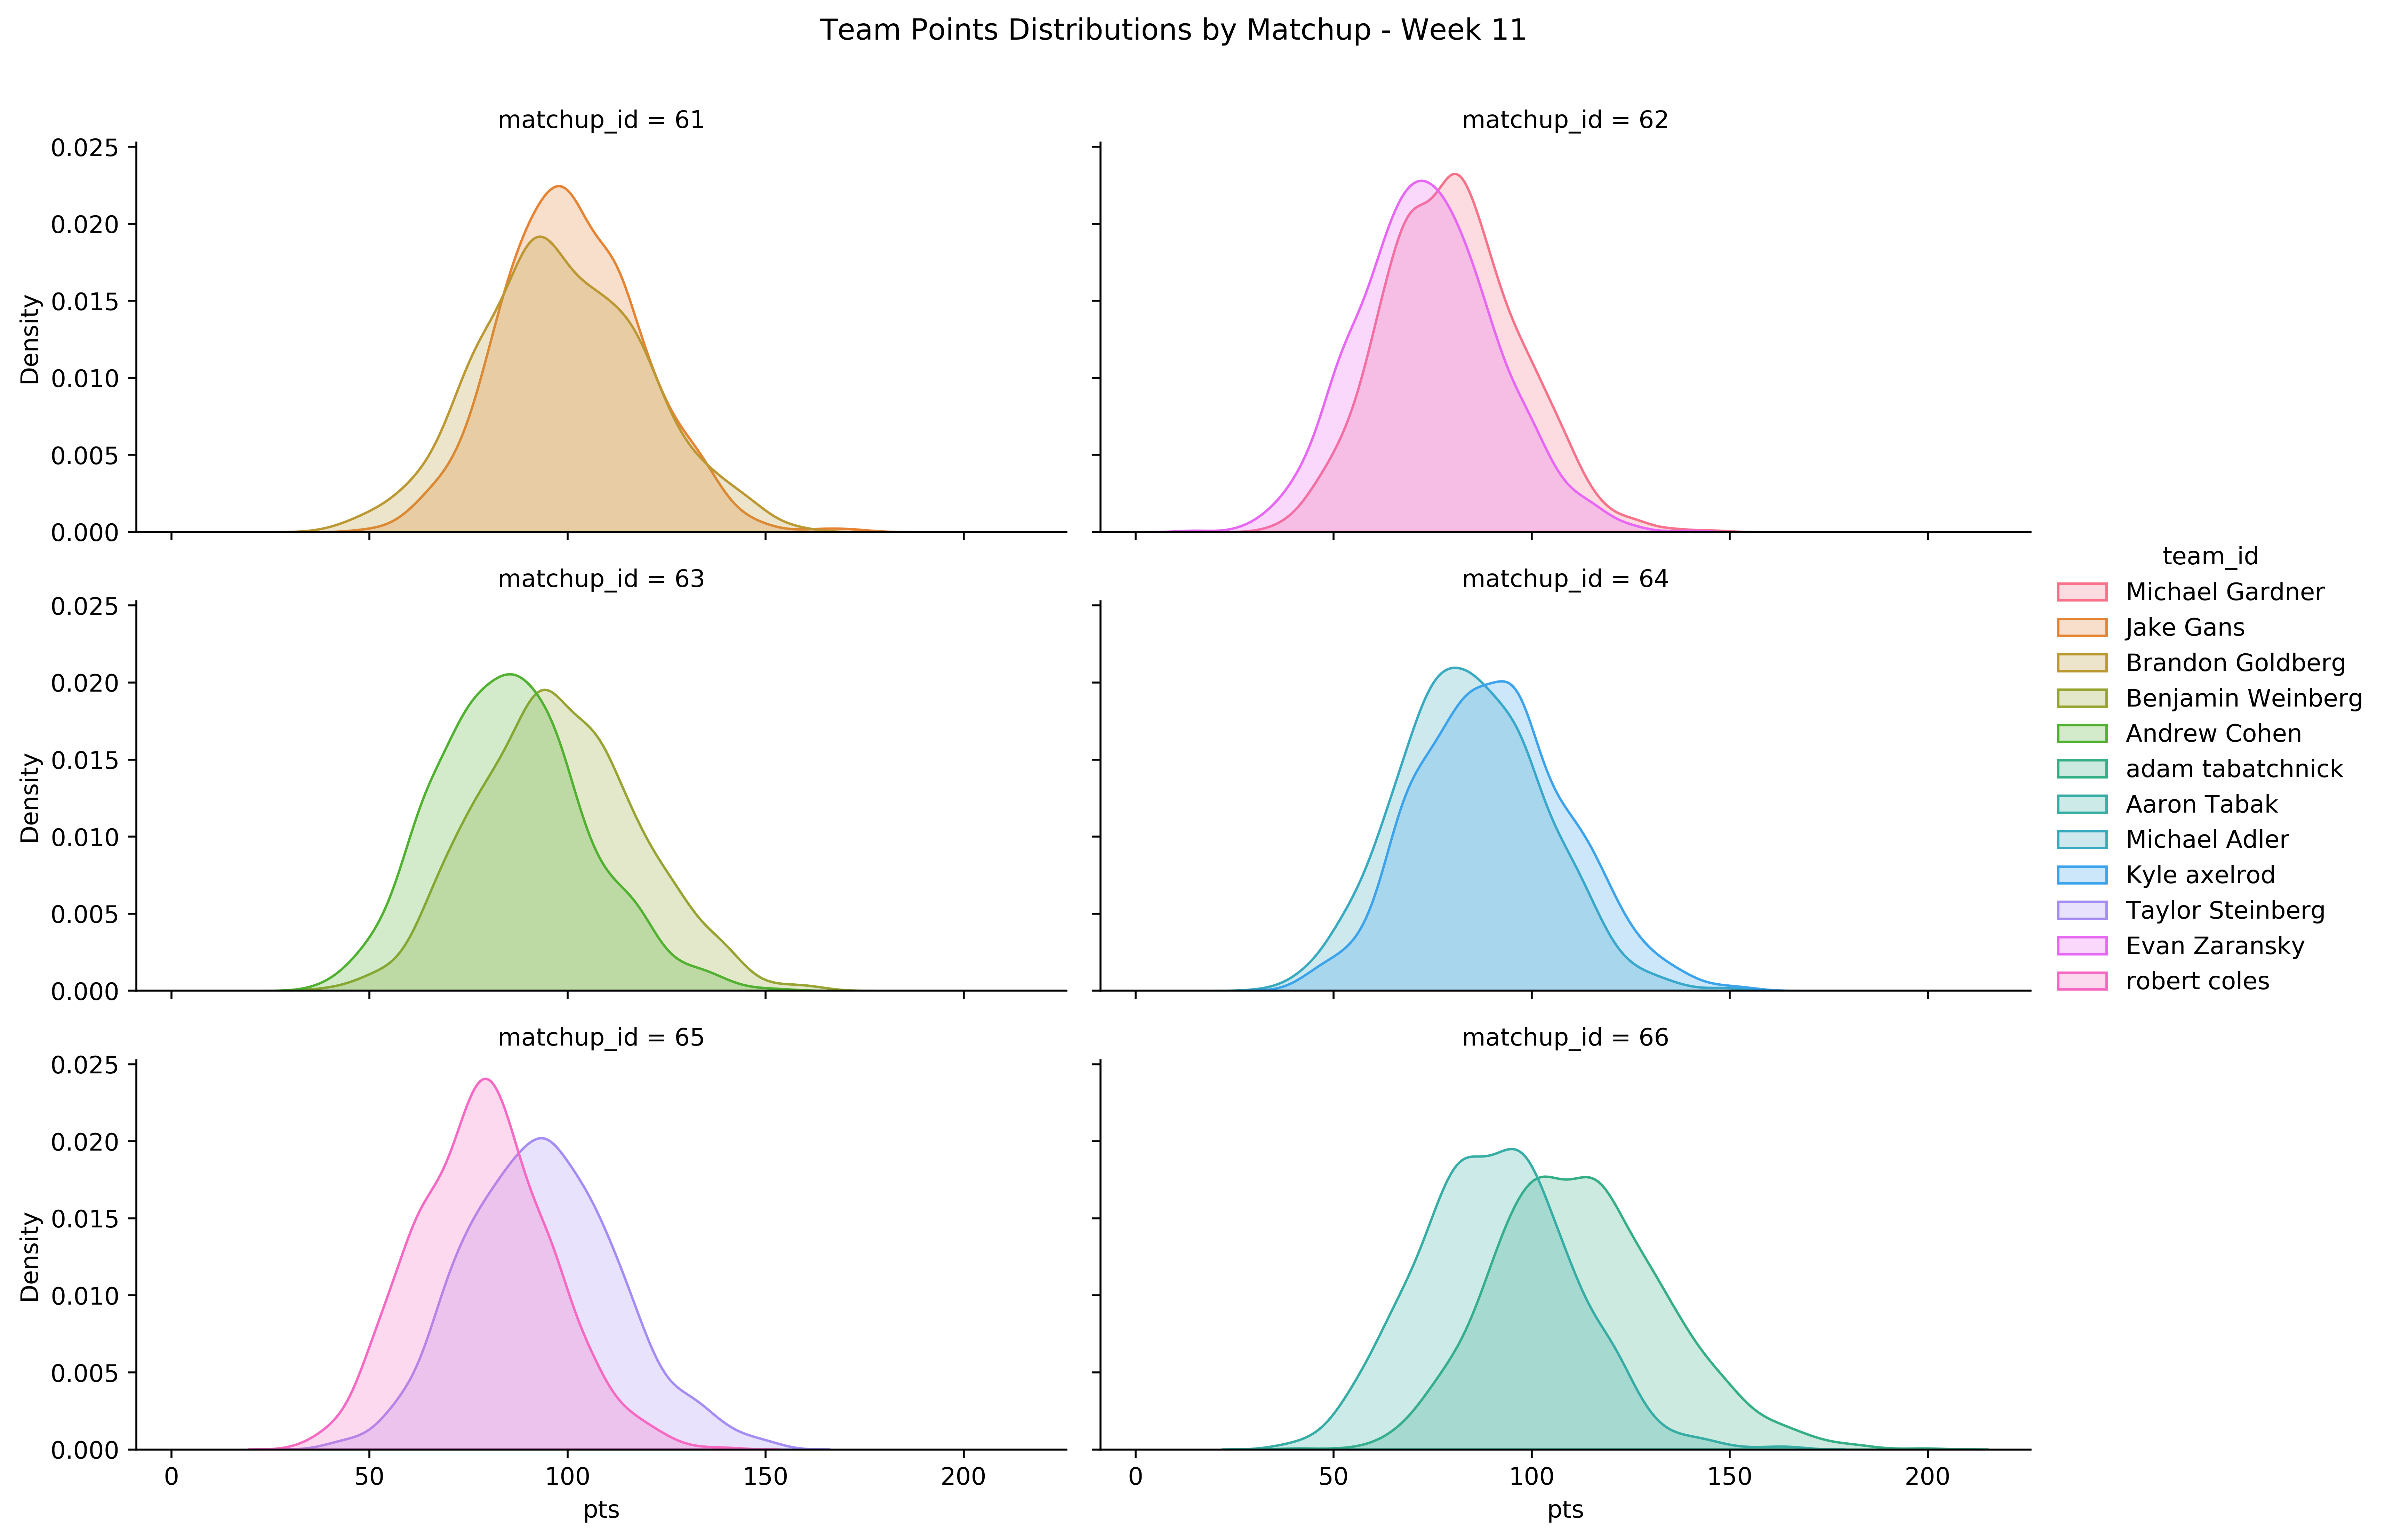 Team Points Distributions by Matchup - Week 11
matchup_id = 61
matchup_id = 62
0.025
0.020
0.015
0.010
0.005
0.000
Density
matchup_id = 63
matchup_id = 64
0.025
0.020
0.015
0.010
0.005
0.000
Density
matchup_id = 65
matchup_id = 66
0.025
0.020
0.015
0.010
0.005
0.000
Density
0 50 100 150 200
pts
0 50 100 150 200
pts
team_id
Michael Gardner
Jake Gans
Brandon Goldberg
Benjamin Weinberg
Andrew Cohen
adam tabatchnick
Aaron Tabak
Michael Adler
Kyle axelrod
Taylor Steinberg
Evan Zaransky
robert coles